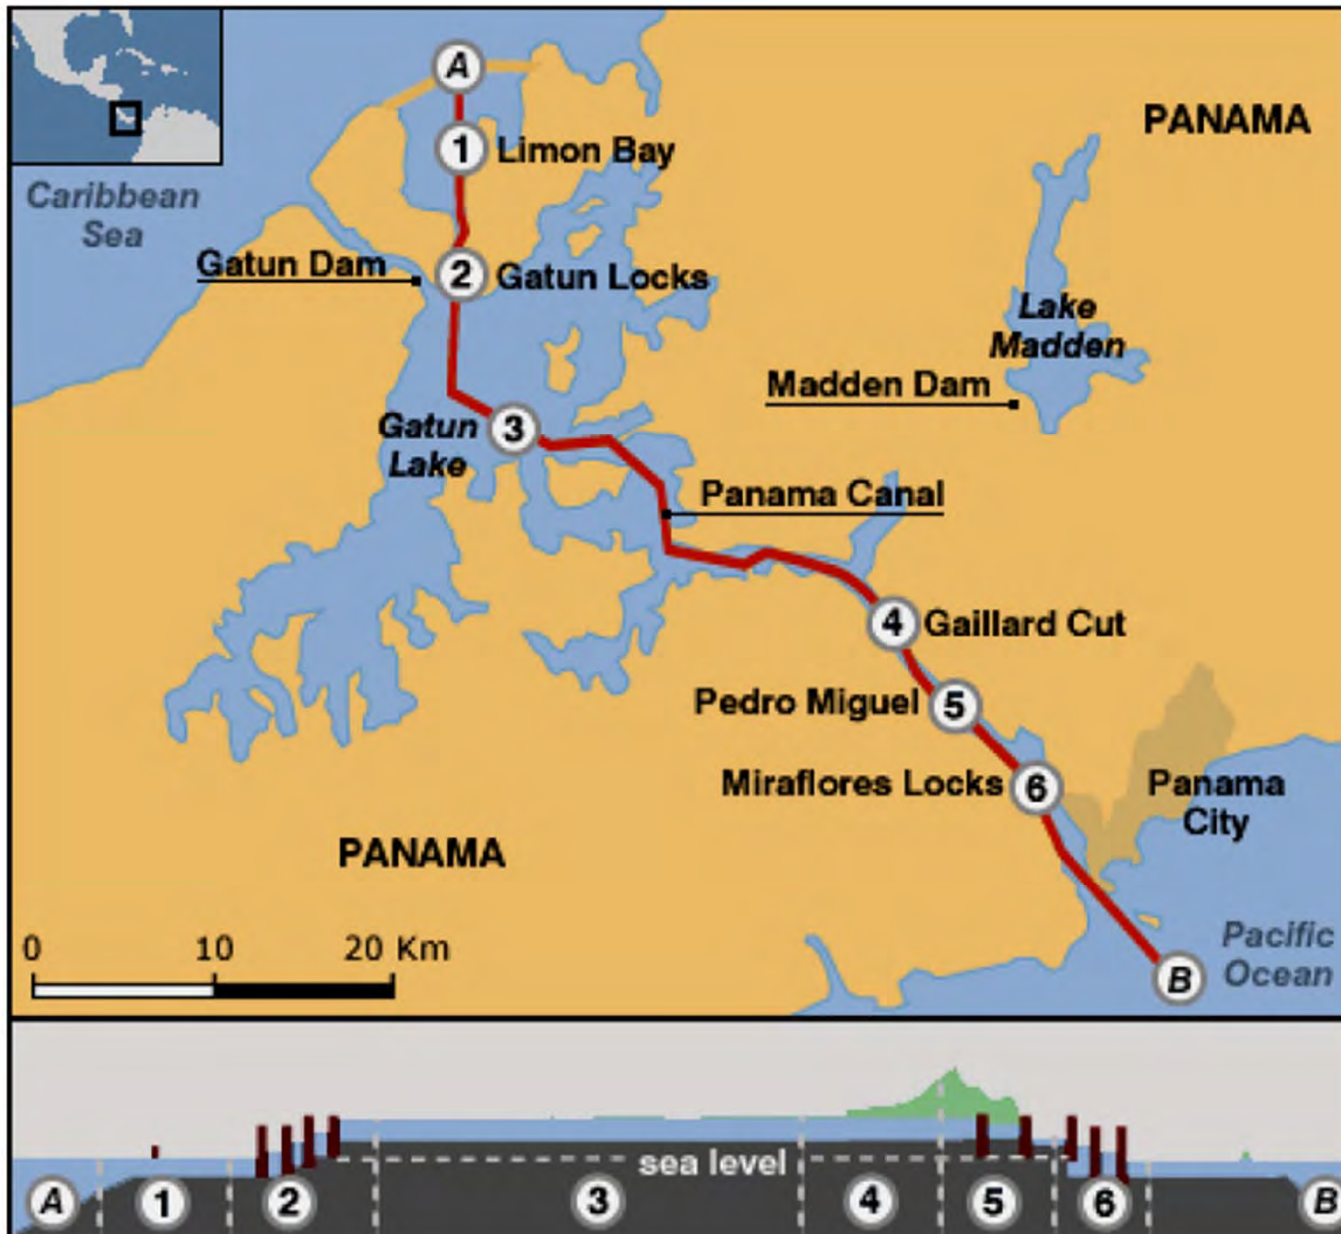 A
PANAMA
1 Limon Bay
Caribbean
Sea
Gatun Dam
2 Gatun Locks
Lake
Madden
Madden Dam
Gatun
Lake
3
Panama Canal
4 Gaillard Cut
Pedro Miguel 5
Miraflores Locks 6
Panama
City
PANAMA
0 10 20 Km
Pacific
Ocean
B
sea level
A 1 2 3 4 5 6 B